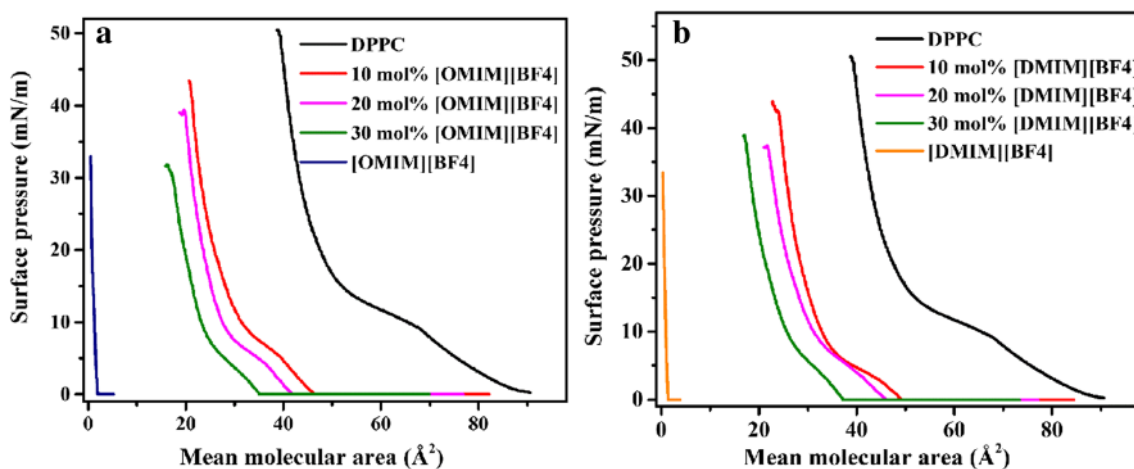 a
DPPC
10 mol% [OMIM][BF4]
20 mol% [OMIM][BF4]
30 mol% [OMIM][BF4]
[OMIM][BF4]
50
40
30
20
10
0
Surface pressure (mN/m)
0 20 40 60 80
Mean molecular area (Å²)
b
DPPC
10 mol% [DMIM][BF4]
20 mol% [DMIM][BF4]
30 mol% [DMIM][BF4]
[DMIM][BF4]
50
40
30
20
10
0
Surface pressure (mN/m)
0 20 40 60 80
Mean molecular area (Å²)